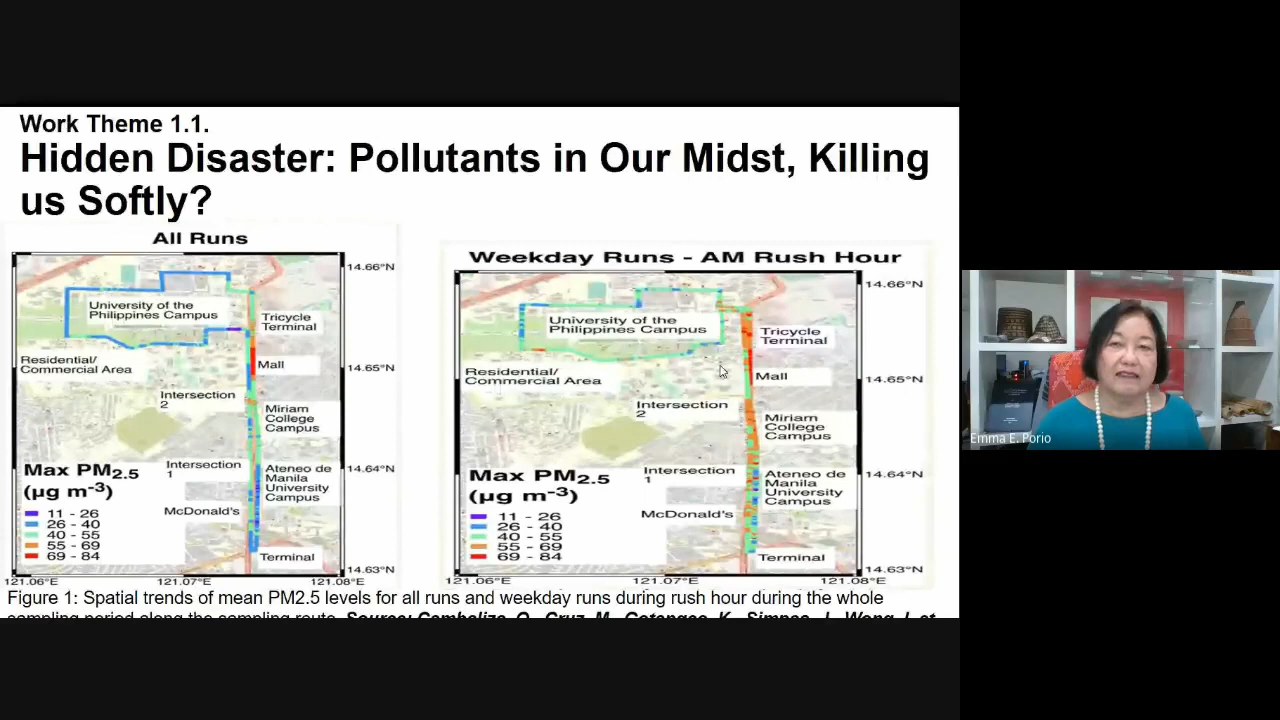 Work Theme 1.1.
Hidden Disaster: Pollutants in Our Midst, Killing
us Softly?
All Runs
14.66°N
University of the
Philippines Campus
Tricycle
Terminal
Residential/
Commercial Area
Mall
14.65°N
Intersection
2
Miriam
College
Campus
Max PM2.5
(µg m-3)
11 - 26
26 - 40
40 - 55
55 - 69
69 - 84
Intersection
1
Ateneo de
Manila
University
Campus
14.64°N
McDonald's
Terminal
14.63°N
121.06°E
121.07°E
121.08°E
Weekday Runs - AM Rush Hour
14.66°N
University of the
Philippines Campus
Tricycle
Terminal
Residential/
Commercial Area
Mall
14.65°N
Intersection
2
Miriam
College
Campus
Max PM2.5
(µg m-3)
11 - 26
26 - 40
40 - 55
55 - 69
69 - 84
Intersection
1
Ateneo de
Manila
University
Campus
14.64°N
McDonald's
Terminal
14.63°N
121.06°E
121.07°E
121.08°E
Figure 1: Spatial trends of mean PM2.5 levels for all runs and weekday runs during rush hour during the whole
sampling period along the sampling route. Source:
Emma E. Porio